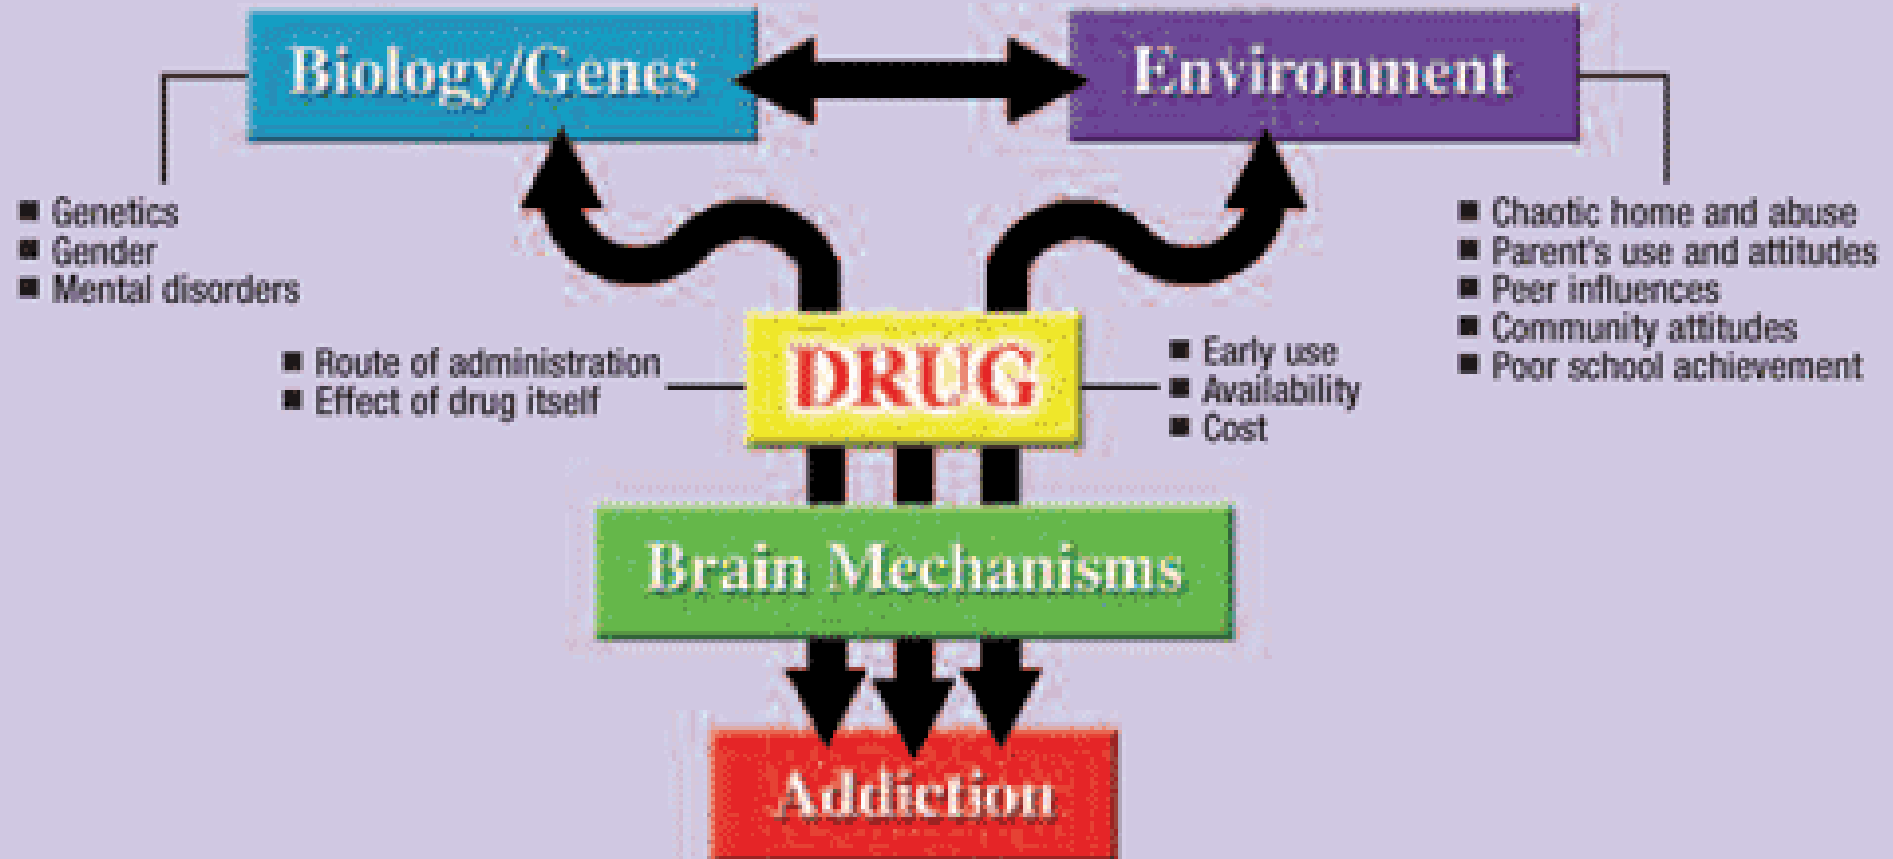 Biology/Genes
Environment
■ Genetics
■ Gender
■ Mental disorders
■ Chaotic home and abuse
■ Parent's use and attitudes
■ Peer influences
■ Community attitudes
■ Poor school achievement
■ Route of administration
■ Effect of drug itself
DRUG
■ Early use
■ Availability
■ Cost
Brain Mechanisms
Addiction